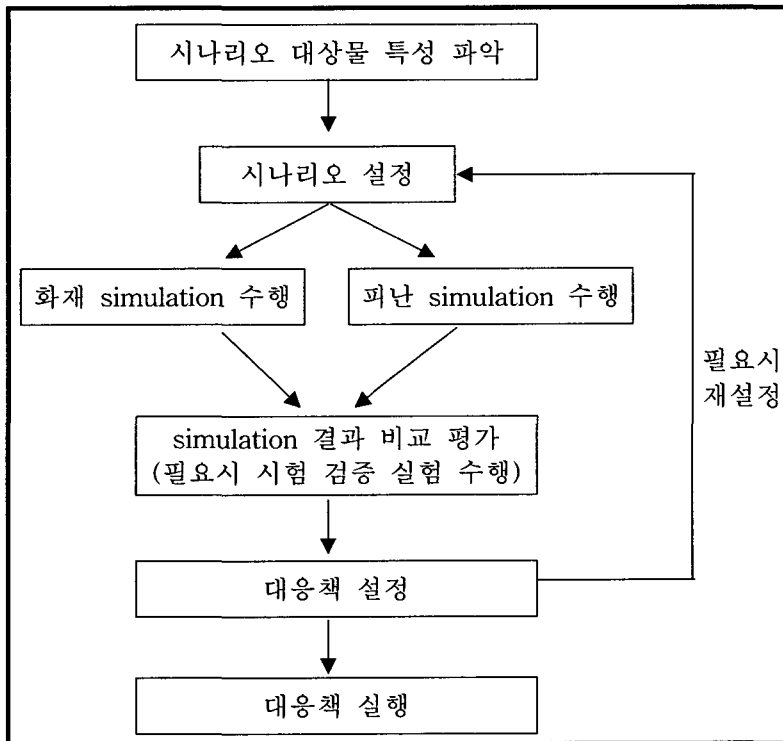 시나리오 대상물 특성 파악
시나리오 설정
화재 simulation 수행
피난 simulation 수행
필요시
재설정
simulation 결과 비교 평가
(필요시 시험 검증 실험 수행)
대응책 설정
대응책 실행